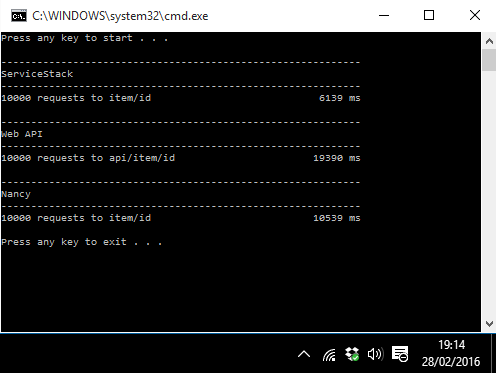 C:\WINDOWS\system32\cmd.exe
Press any key to start . . .
------------------------------------------------------------
ServiceStack
------------------------------------------------------------
10000 requests to item/id 6139 ms
------------------------------------------------------------
Web API
------------------------------------------------------------
10000 requests to api/item/id 19390 ms
------------------------------------------------------------
Nancy
------------------------------------------------------------
10000 requests to item/id 10539 ms
Press any key to exit . . .
19:14
28/02/2016